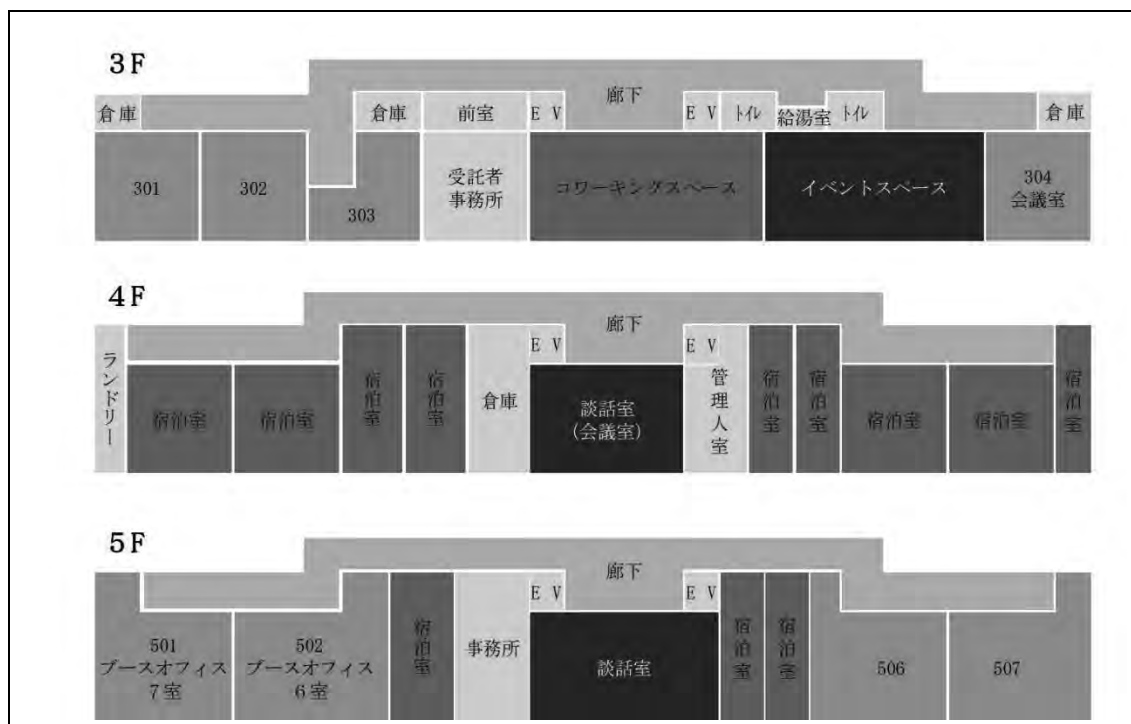 3F
廊下
倉庫
倉庫
前室
EV
EV
トイレ
給湯室
トイレ
倉庫
301
302
303
受託者
事務所
コワーキングスペース
イベントスペース
304
会議室
4F
廊下
EV
EV
ランドリー
宿泊室
宿泊室
宿泊室
宿泊室
倉庫
談話室
(会議室)
管理人室
宿泊室
宿泊室
宿泊室
宿泊室
宿泊室
5F
廊下
EV
EV
501
ブースオフィス
7室
502
ブースオフィス
6室
宿泊室
事務所
談話室
宿泊室
宿泊室
506
507